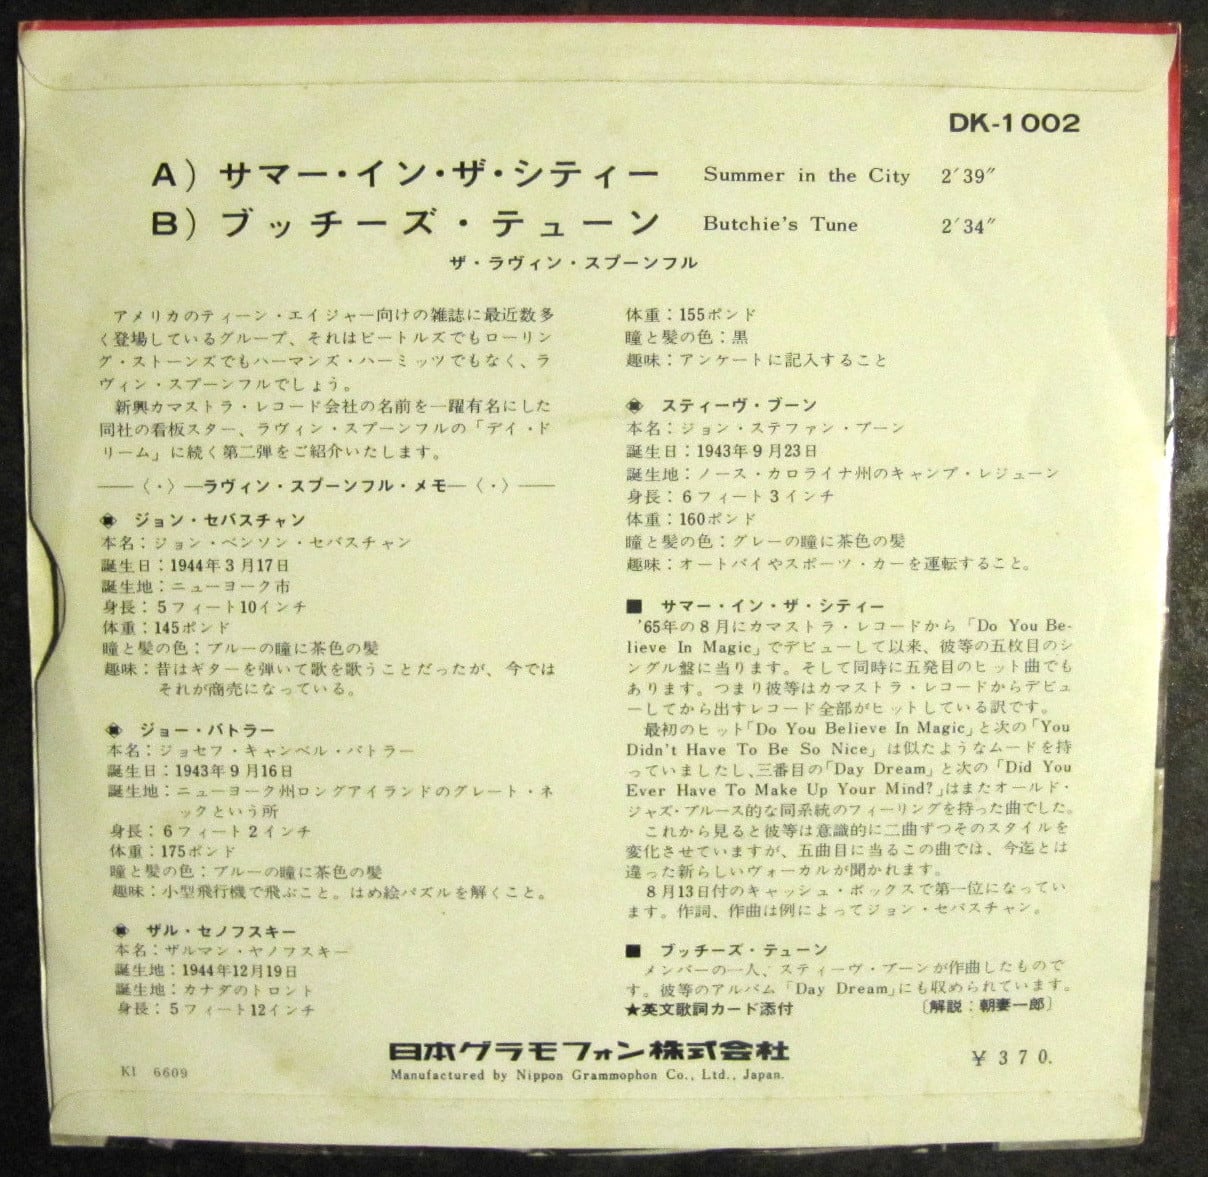 DK-1002
A) サマー・イン・ザ・シティー Summer in the City 2′39″
B) ブッチーズ・テューン Butchie's Tune 2′34″
ザ・ラヴィン・スプーンフル
アメリカのティーン・エイジャー向けの雑誌に最近数多
く登場しているグループ、それはビートルズでもローリン
グ・ストーンズでもハーマンズ・ハーミッツでもなく、ラ
ヴィン・スプーンフルでしょう。
新興カマストラ・レコード会社の名前を一躍有名にした
同社の看板スター、ラヴィン・スプーンフルの「デイ・ド
リーム」に続く第二弾をご紹介いたします。
――〈・〉―ラヴィン・スプーンフル・メモ―〈・〉――
ジョン・セバスチャン
本名：ジョン・ベンソン・セバスチャン
誕生日：1944年3月17日
誕生地：ニューヨーク市
身長：5フィート10インチ
体重：145ポンド
瞳と髪の色：ブルーの瞳に茶色の髪
趣味：昔はギターを弾いて歌を歌うことだったが、今では
それが商売になっている。
ジョー・バトラー
本名：ジョセフ・キャンベル・バトラー
誕生日：1943年9月16日
誕生地：ニューヨーク州ロングアイランドのグレート・ネ
ックという所
身長：6フィート2インチ
体重：175ポンド
瞳と髪の色：ブルーの瞳に茶色の髪
趣味：小型飛行機で飛ぶこと。はめ絵パズルを解くこと。
ザル・セノフスキー
本名：ザルマン・ヤノフスキー
誕生地：1944年12月19日
誕生地：カナダのトロント
身長：5フィート12インチ
体重：155ポンド
瞳と髪の色：黒
趣味：アンケートに記入すること
スティーヴ・ブーン
本名：ジョン・ステファン・ブーン
誕生日：1943年9月23日
誕生地：ノース・カロライナ州のキャンプ・レジューン
身長：6フィート3インチ
体重：160ポンド
瞳と髪の色：グレーの瞳に茶色の髪
趣味：オートバイやスポーツ・カーを運転すること。
■ サマー・イン・ザ・シティー
'65年の8月にカマストラ・レコードから「Do You Be-
lieve In Magic」でデビューして以来、彼等の五枚目のシ
ングル盤に当ります。そして同時に五発目のヒット曲でも
あります。つまり彼等はカマストラ・レコードからデビュ
ーしてから出すレコード全部がヒットしている訳です。
最初のヒット「Do You Believe In Magic」と次の「You
Didn't Have To Be So Nice」は似たようなムードを持
っていましたし、三番目の「Day Dream」と次の「Did You
Ever Have To Make Up Your Mind?」はまたオールド・
ジャズ・ブルース的な同系統のフィーリングを持った曲でした。
これから見ると彼等は意識的に二曲ずつそのスタイルを
変化させていますが、五曲目に当るこの曲では、今迄とは
違った新らしいヴォーカルが聞かれます。
8月13日付のキャッシュ・ボックスで第一位になってい
ます。作詞、作曲は例によってジョン・セバスチャン。
■ ブッチーズ・テューン
メンバーの一人、スティーヴ・ブーンが作曲したもので
す。彼等のアルバム「Day Dream」にも収められています。
★英文歌詞カード添付 〔解説：朝妻一郎〕
日本グラモフォン株式会社
Manufactured by Nippon Grammophon Co., Ltd., Japan.
¥370.
KI 6609